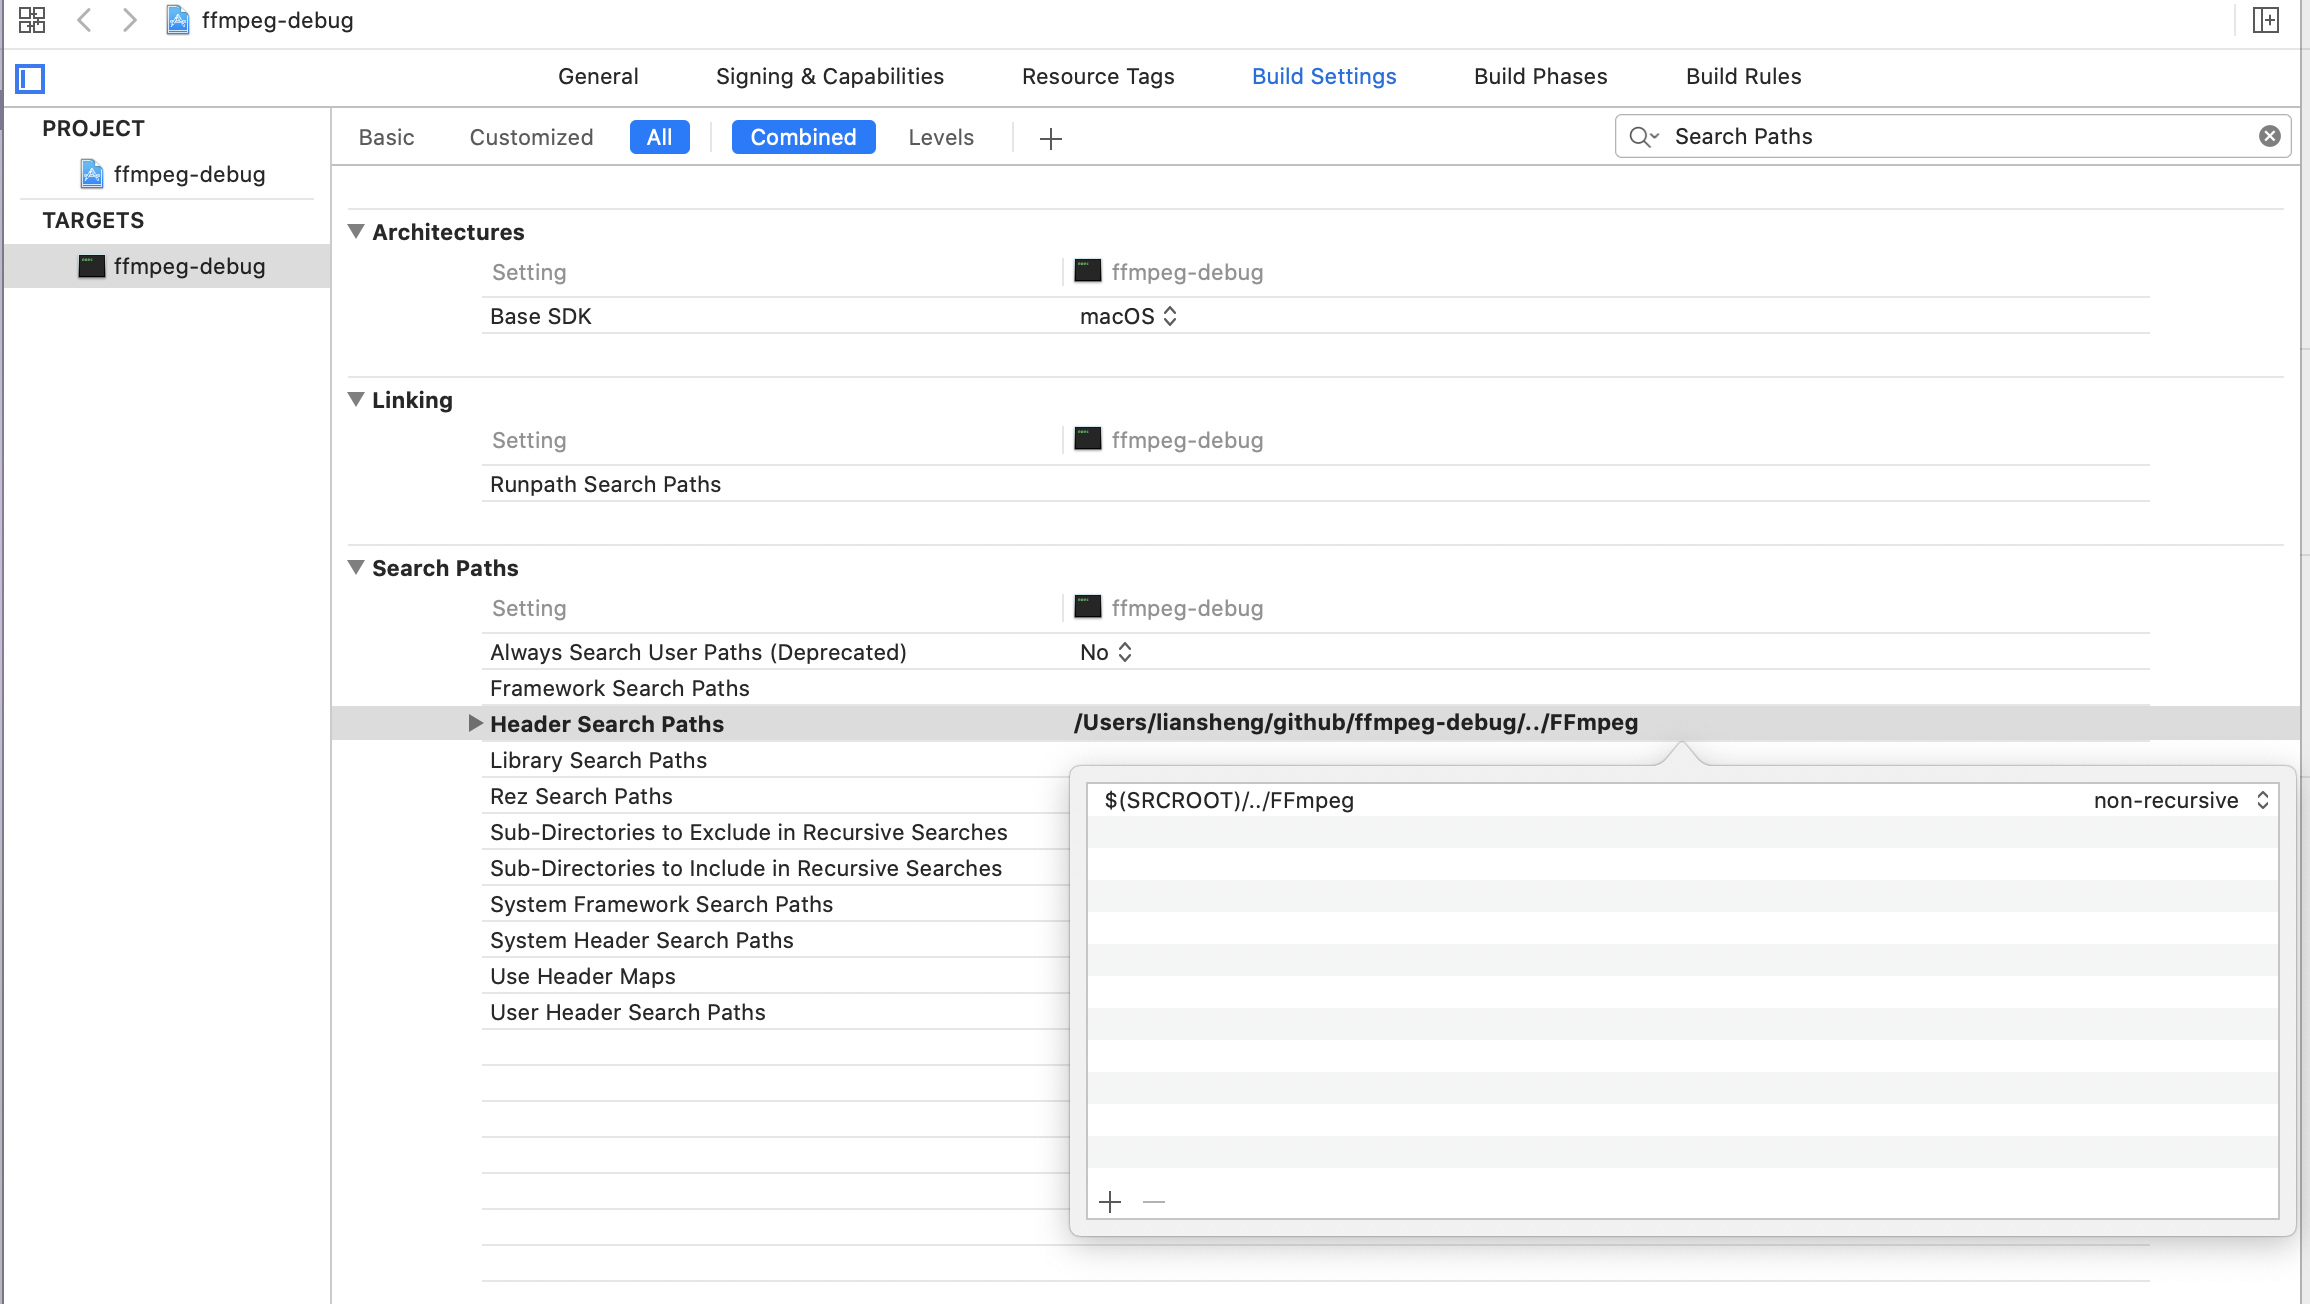 ffmpeg-debug
General Signing & Capabilities Resource Tags Build Settings Build Phases Build Rules
PROJECT
ffmpeg-debug
TARGETS
ffmpeg-debug
Basic Customized All Combined Levels Search Paths
Architectures
Setting ffmpeg-debug
Base SDK macOS
Linking
Setting ffmpeg-debug
Runpath Search Paths
Search Paths
Setting ffmpeg-debug
Always Search User Paths (Deprecated) No
Framework Search Paths
Header Search Paths /Users/liansheng/github/ffmpeg-debug/../FFmpeg
Library Search Paths
Rez Search Paths
Sub-Directories to Exclude in Recursive Searches
Sub-Directories to Include in Recursive Searches
System Framework Search Paths
System Header Search Paths
Use Header Maps
User Header Search Paths
$(SRCROOT)/../FFmpeg non-recursive